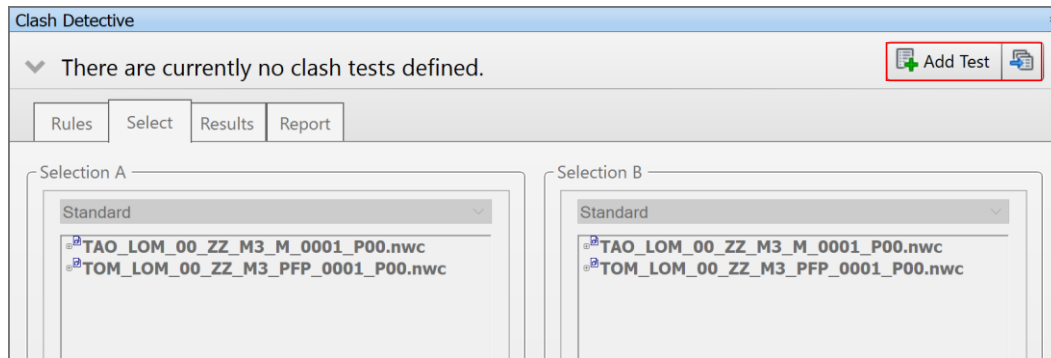 Clash Detective
There are currently no clash tests defined.
Add Test
Rules Select Results Report
Selection A
Standard
TAO_LOM_00_ZZ_M3_M_0001_P00.nwc
TOM_LOM_00_ZZ_M3_PFP_0001_P00.nwc
Selection B
Standard
TAO_LOM_00_ZZ_M3_M_0001_P00.nwc
TOM_LOM_00_ZZ_M3_PFP_0001_P00.nwc